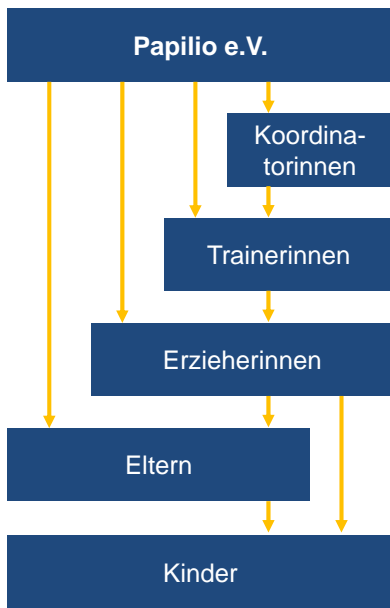 Papilio e.V.
Koordina-
torinnen
Trainerinnen
Erzieherinnen
Eltern
Kinder